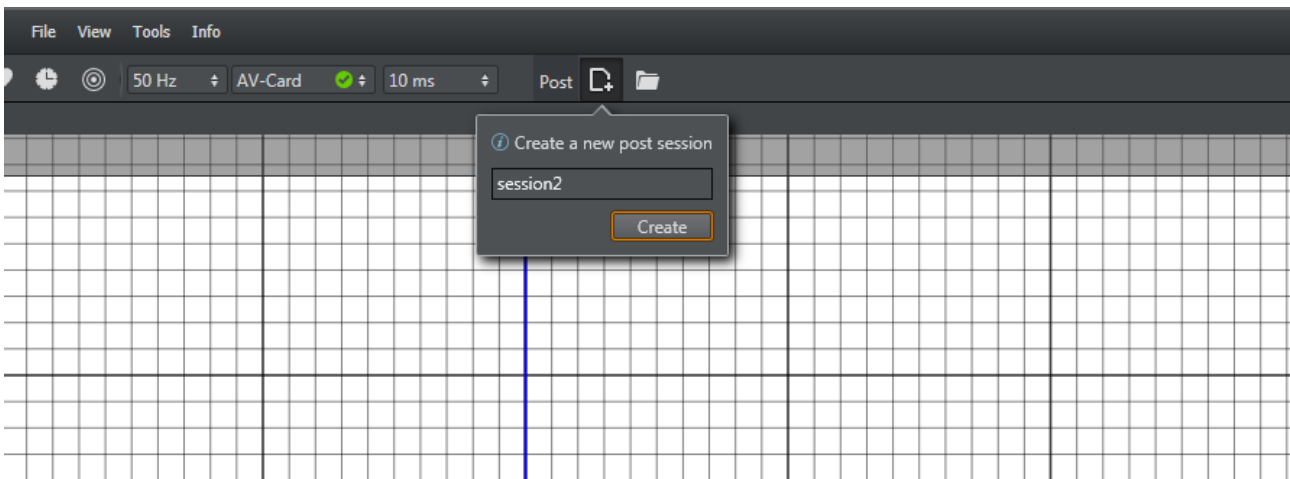 File View Tools Info
50 Hz AV-Card 10 ms Post
Create a new post session
session2
Create